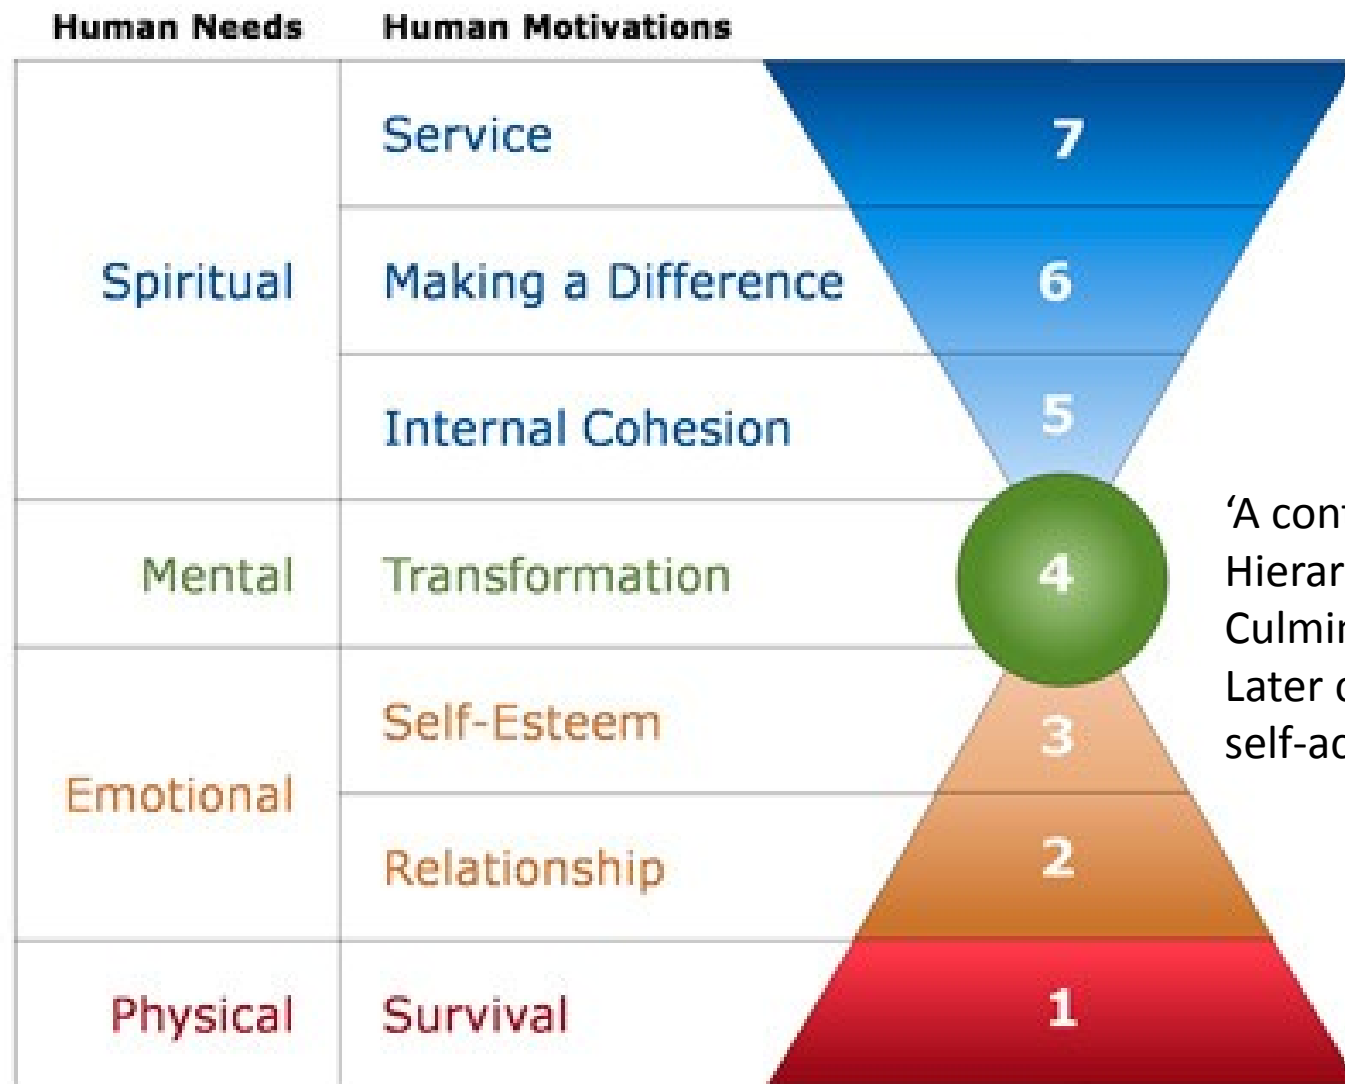 Human Needs Human Motivations
Service
7
Spiritual
Making a Difference
6
Internal Cohesion
5
Mental
Transformation
4
Emotional
Self-Esteem
3
Relationship
2
Physical
Survival
1
‘A
Later